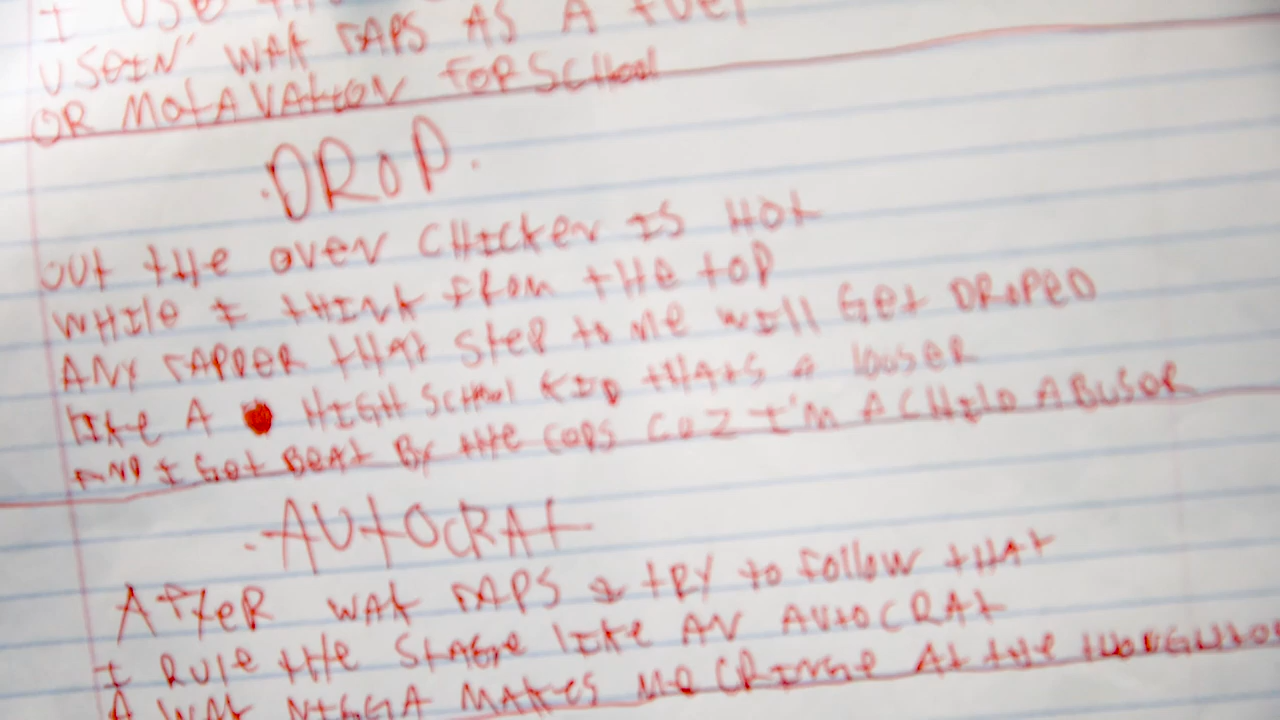 I USE
USEIN' WAK RAPS AS A FUEL
OR MOtAVAtION FOR SCHool
.DROP.
OUt tHE OVEN CHICKEN IS HOt
WHILE I tHINK FROM tHE tOP
ANY RAPPER tHAt StEP to ME WIll GEt DROPED
lIKE A HIGH SCHool KID tHAtS A loUSER
AND I Got BEAt BY tHE COPS COZ I'M A CHILD ABUSOR
.AUtOCRAt
AFtER WAK RAPS I tRY to Follow tHAt
I RULE tHE StAGE lIKE AN AUtOCRAt
A WAK NIGGA MAKES ME CRINGE At tHE